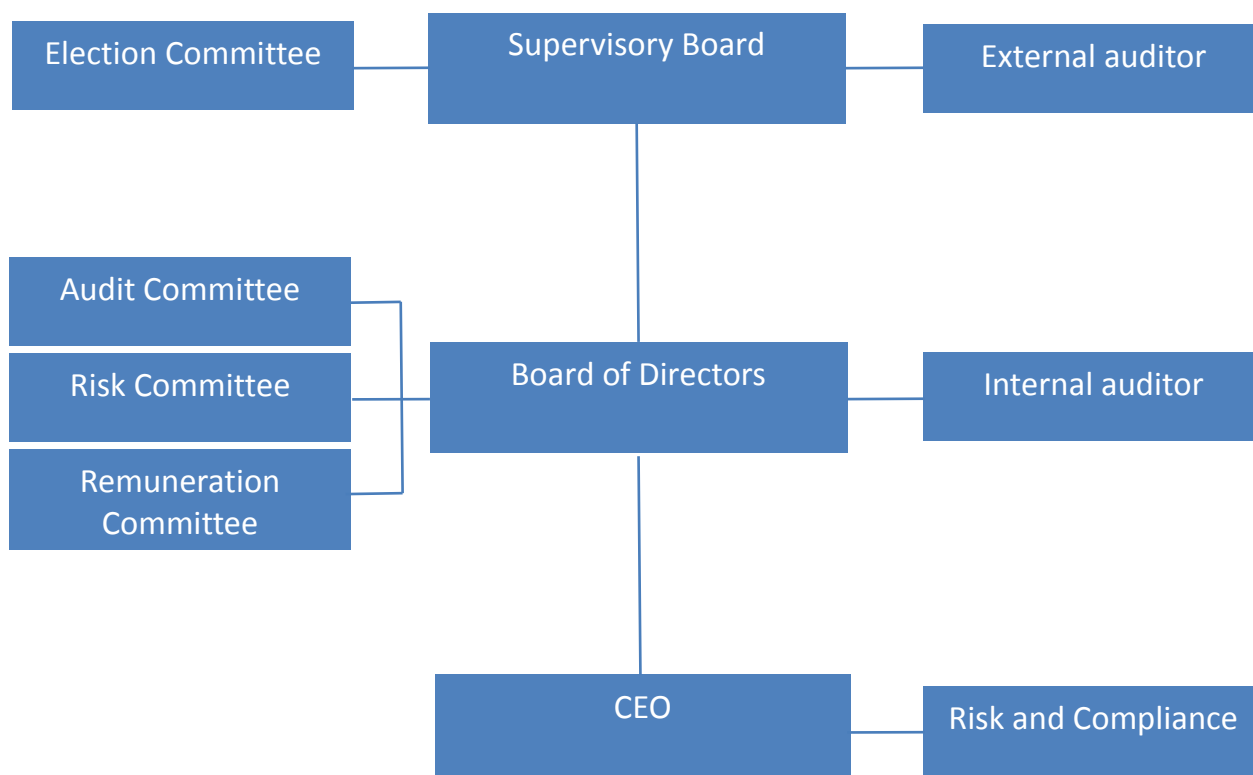 Election Committee
Supervisory Board
External auditor
Audit Committee
Risk Committee
Remuneration
Committee
Board of Directors
Internal auditor
CEO
Risk and Compliance